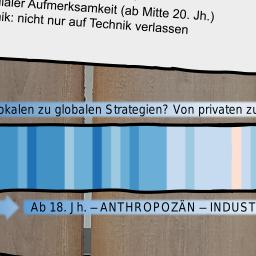 ialer Aufmerksamkeit (ab Mitte 20. Jh.)
ik: nicht nur auf Technik verlassen
okalen zu globalen Strategien? Von privaten zu
Ab 18. Jh. – ANTHROPOZÄN – INDUST